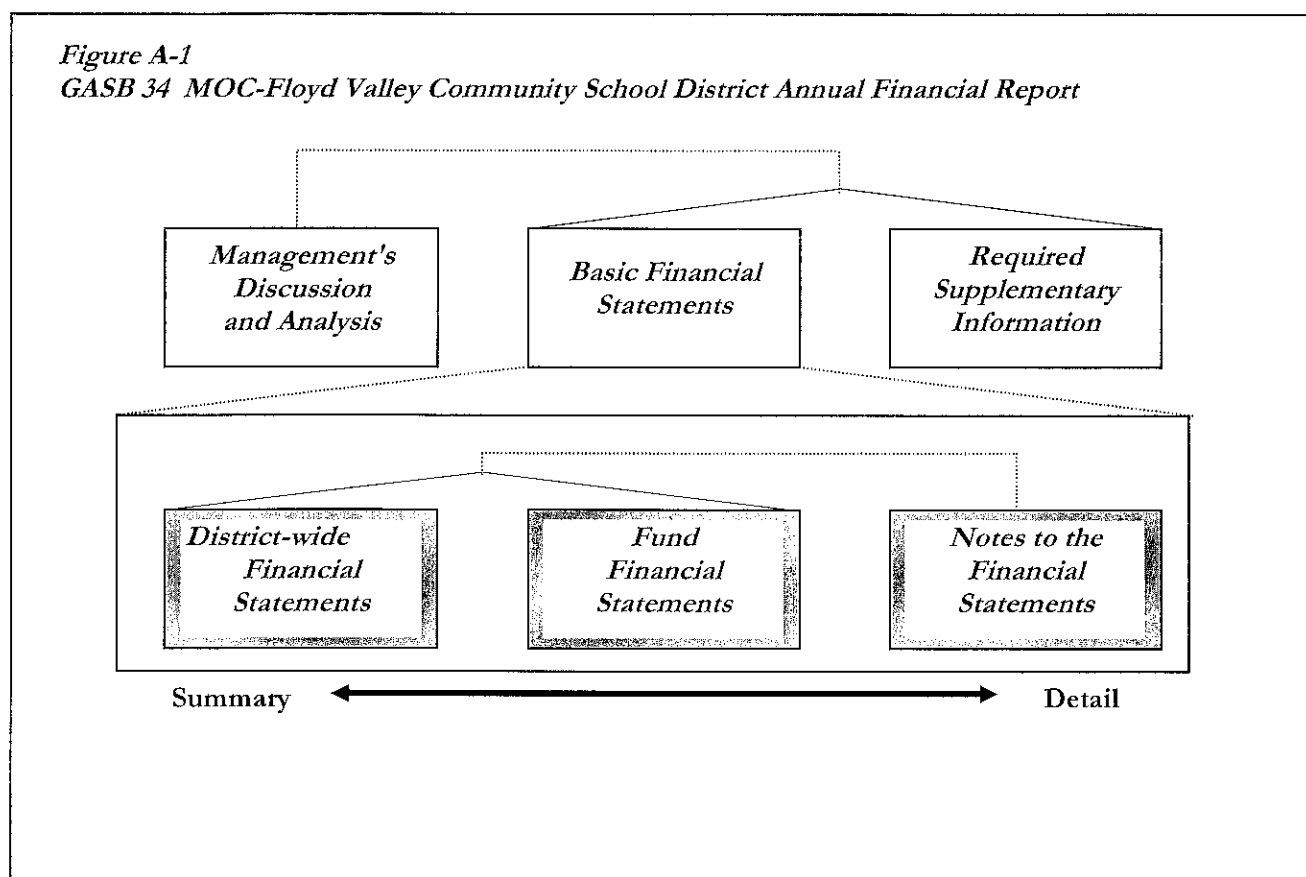 Figure A-1
GASB 34 MOC-Floyd Valley Community School District Annual Financial Report
Management's
Discussion
and Analysis
Basic Financial
Statements
Required
Supplementary
Information
District-wide
Financial
Statements
Fund
Financial
Statements
Notes to the
Financial
Statements
Summary
Detail